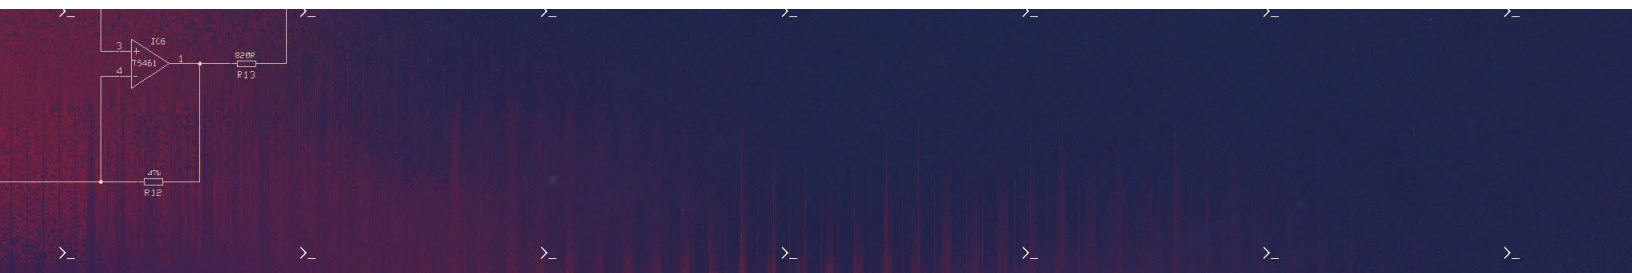 >_ >_ >_ >_ >_ >_ >_
IC6
3 +
TS461
1
820R
R13
4 -
47k
R12
>_ >_ >_ >_ >_ >_ >_